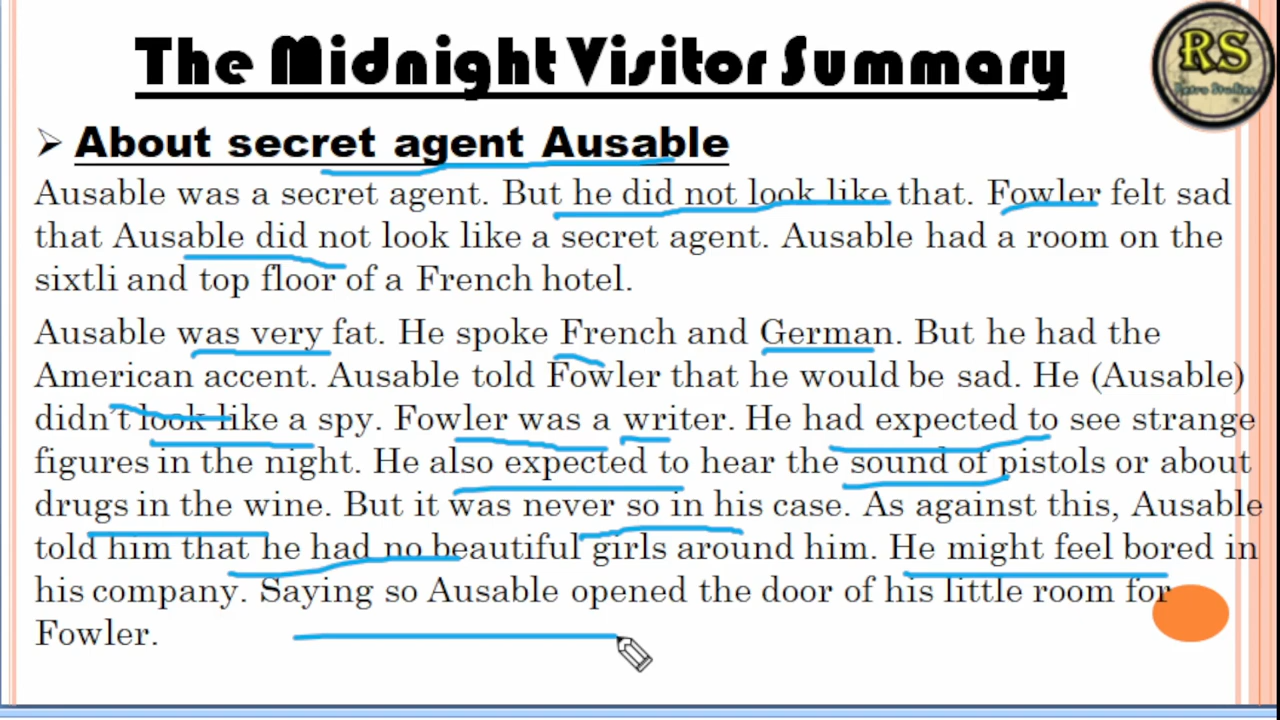 The Midnight Visitor Summary
RS
Retro Studies
About secret agent Ausable
Ausable was a secret agent. But he did not look like that. Fowler felt sad
that Ausable did not look like a secret agent. Ausable had a room on the
sixtli and top floor of a French hotel.
Ausable was very fat. He spoke French and German. But he had the
American accent. Ausable told Fowler that he would be sad. He (Ausable)
didn't look like a spy. Fowler was a writer. He had expected to see strange
figures in the night. He also expected to hear the sound of pistols or about
drugs in the wine. But it was never so in his case. As against this, Ausable
told him that he had no beautiful girls around him. He might feel bored in
his company. Saying so Ausable opened the door of his little room for
Fowler.